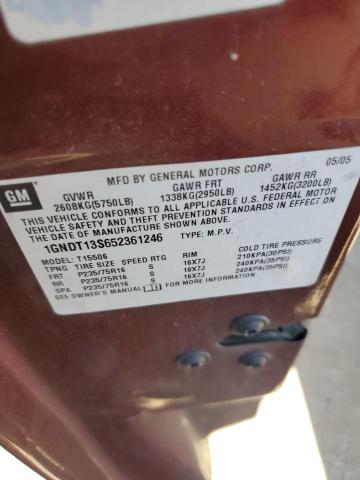 MFD BY GENERAL MOTORS CORP. 05/05
GM
GVWR GAWR FRT GAWR RR
2608KG(5750LB) 1338KG(2950LB) 1452KG(3200LB)
THIS VEHICLE CONFORMS TO ALL APPLICABLE U.S. FEDERAL MOTOR
VEHICLE SAFETY AND THEFT PREVENTION STANDARDS IN EFFECT ON
THE DATE OF MANUFACTURE SHOWN ABOVE.
1GNDT13S652361246 TYPE: M.P.V.
MODEL: T15506
TPNG TIRE SIZE SPEED RTG RIM COLD TIRE PRESSURE
FRT P235/75R16 S 16X7J 210KPA(30PSI)
RR P235/75R16 S 16X7J 240KPA(35PSI)
SPA P235/75R16 S 16X7J 240KPA(35PSI)
SEE OWNER'S MANUAL FOR MORE INFORMATION.